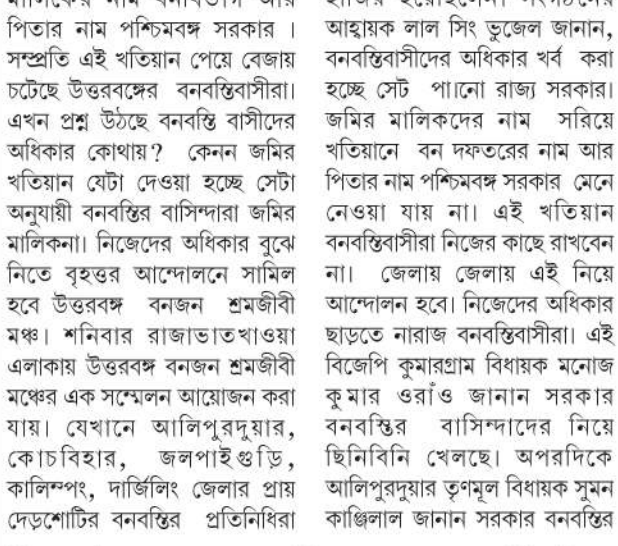 পিতার নাম পশ্চিমবঙ্গ সরকার ।
সম্প্রতি এই খতিয়ান পেয়ে বেজায়
চটেছে উত্তরবঙ্গের বনবস্তিবাসীরা।
এখন প্রশ্ন উঠছে বনবস্তি বাসীদের
অধিকার কোথায়? কেনন জমির
খতিয়ান যেটা দেওয়া হচ্ছে সেটা
অনুযায়ী বনবস্তির বাসিন্দারা জমির
মালিকনা। নিজেদের অধিকার বুঝে
নিতে বৃহত্তর আন্দোলনে সামিল
হবে উত্তরবঙ্গ বনজন শ্রমজীবী
মঞ্চ। শনিবার রাজাভাতখাওয়া
এলাকায় উত্তরবঙ্গ বনজন শ্রমজীবী
মঞ্চের এক সম্মেলন আয়োজন করা
যায়। যেখানে আলিপুরদুয়ার,
কোচবিহার, জলপাইগুড়ি,
কালিম্পং, দার্জিলিং জেলার প্রায়
দেড়শোটির বনবস্তির প্রতিনিধিরা
আহ্বায়ক লাল সিং ভুজেল জানান,
বনবস্তিবাসীদের অধিকার খর্ব করা
হচ্ছে সেট পাানো রাজ্য সরকার।
জমির মালিকদের নাম সরিয়ে
খতিয়ানে বন দফতরের নাম আর
পিতার নাম পশ্চিমবঙ্গ সরকার মেনে
নেওয়া যায় না। এই খতিয়ান
বনবস্তিবাসীরা নিজের কাছে রাখবেন
না। জেলায় জেলায় এই নিয়ে
আন্দোলন হবে। নিজেদের অধিকার
ছাড়তে নারাজ বনবস্তিবাসীরা। এই
বিজেপি কুমারগ্রাম বিধায়ক মনোজ
কুমার ওরাঁও জানান সরকার
বনবস্তির বাসিন্দাদের নিয়ে
ছিনিবিনি খেলছে। অপরদিকে
আলিপুরদুয়ার তৃণমূল বিধায়ক সুমন
কাঞ্জিলাল জানান সরকার বনবস্তির